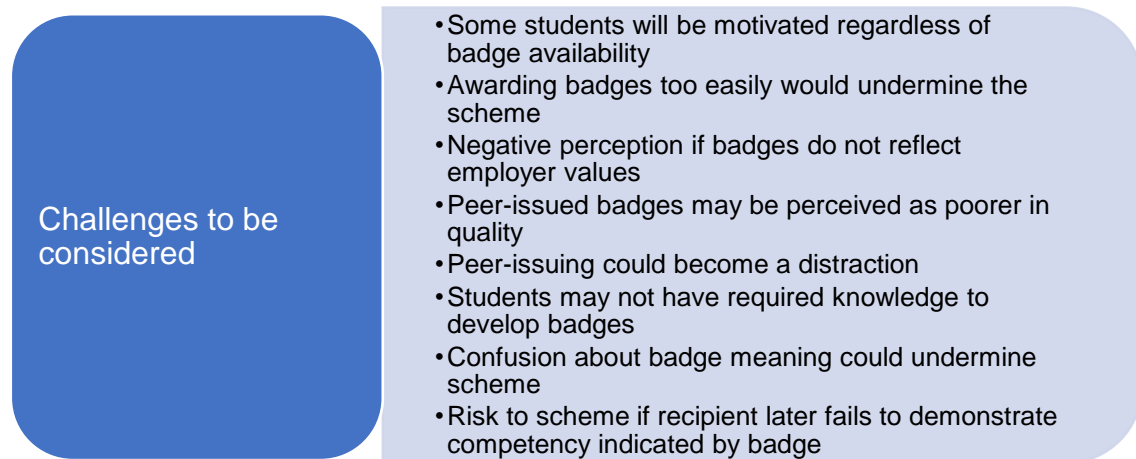 Challenges to be
considered
•Some students will be motivated regardless of
badge availability
•Awarding badges too easily would undermine the
scheme
•Negative perception if badges do not reflect
employer values
•Peer-issued badges may be perceived as poorer in
quality
•Peer-issuing could become a distraction
•Students may not have required knowledge to
develop badges
•Confusion about badge meaning could undermine
scheme
•Risk to scheme if recipient later fails to demonstrate
competency indicated by badge